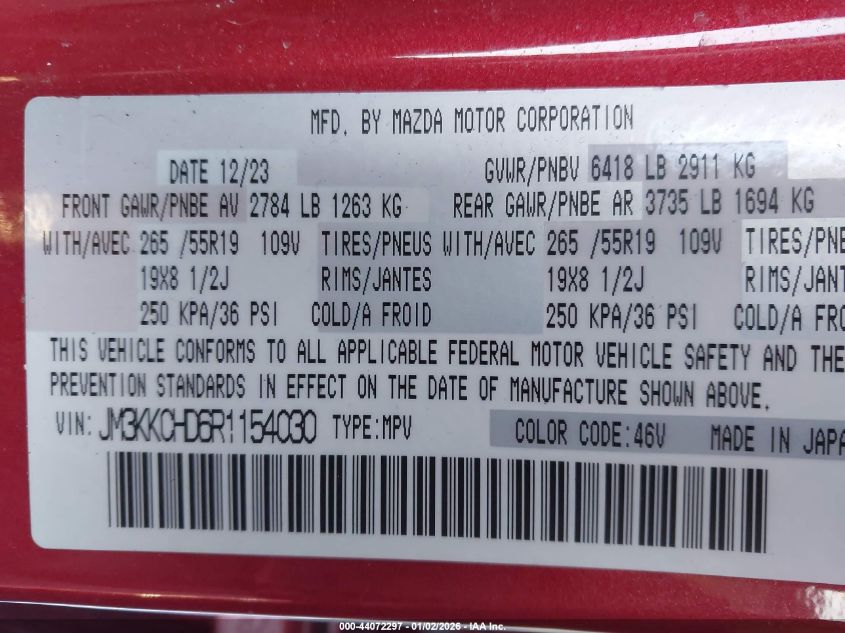 MFD. BY MAZDA MOTOR CORPORATION
DATE 12/23 GVWR/PNBV 6418 LB 2911 KG
FRONT GAWR/PNBE AV 2784 LB 1263 KG REAR GAWR/PNBE AR 3735 LB 1694 KG
WITH/AVEC 265 /55R19 109V TIRES/PNEUS WITH/AVEC 265 /55R19 109V TIRES/PNE
19X8 1/2J RIMS/JANTES 19X8 1/2J RIMS/JANT
250 KPA/36 PSI COLD/A FROID 250 KPA/36 PSI COLD/A FRO
THIS VEHICLE CONFORMS TO ALL APPLICABLE FEDERAL MOTOR VEHICLE SAFETY AND THE
PREVENTION STANDARDS IN EFFECT ON THE DATE OF MANUFACTURE SHOWN ABOVE.
VIN: JM3KKCHD6R1154030 TYPE:MPV COLOR CODE:46V MADE IN JAPA
000-44072297 - 01/02/2026 - IAA Inc.